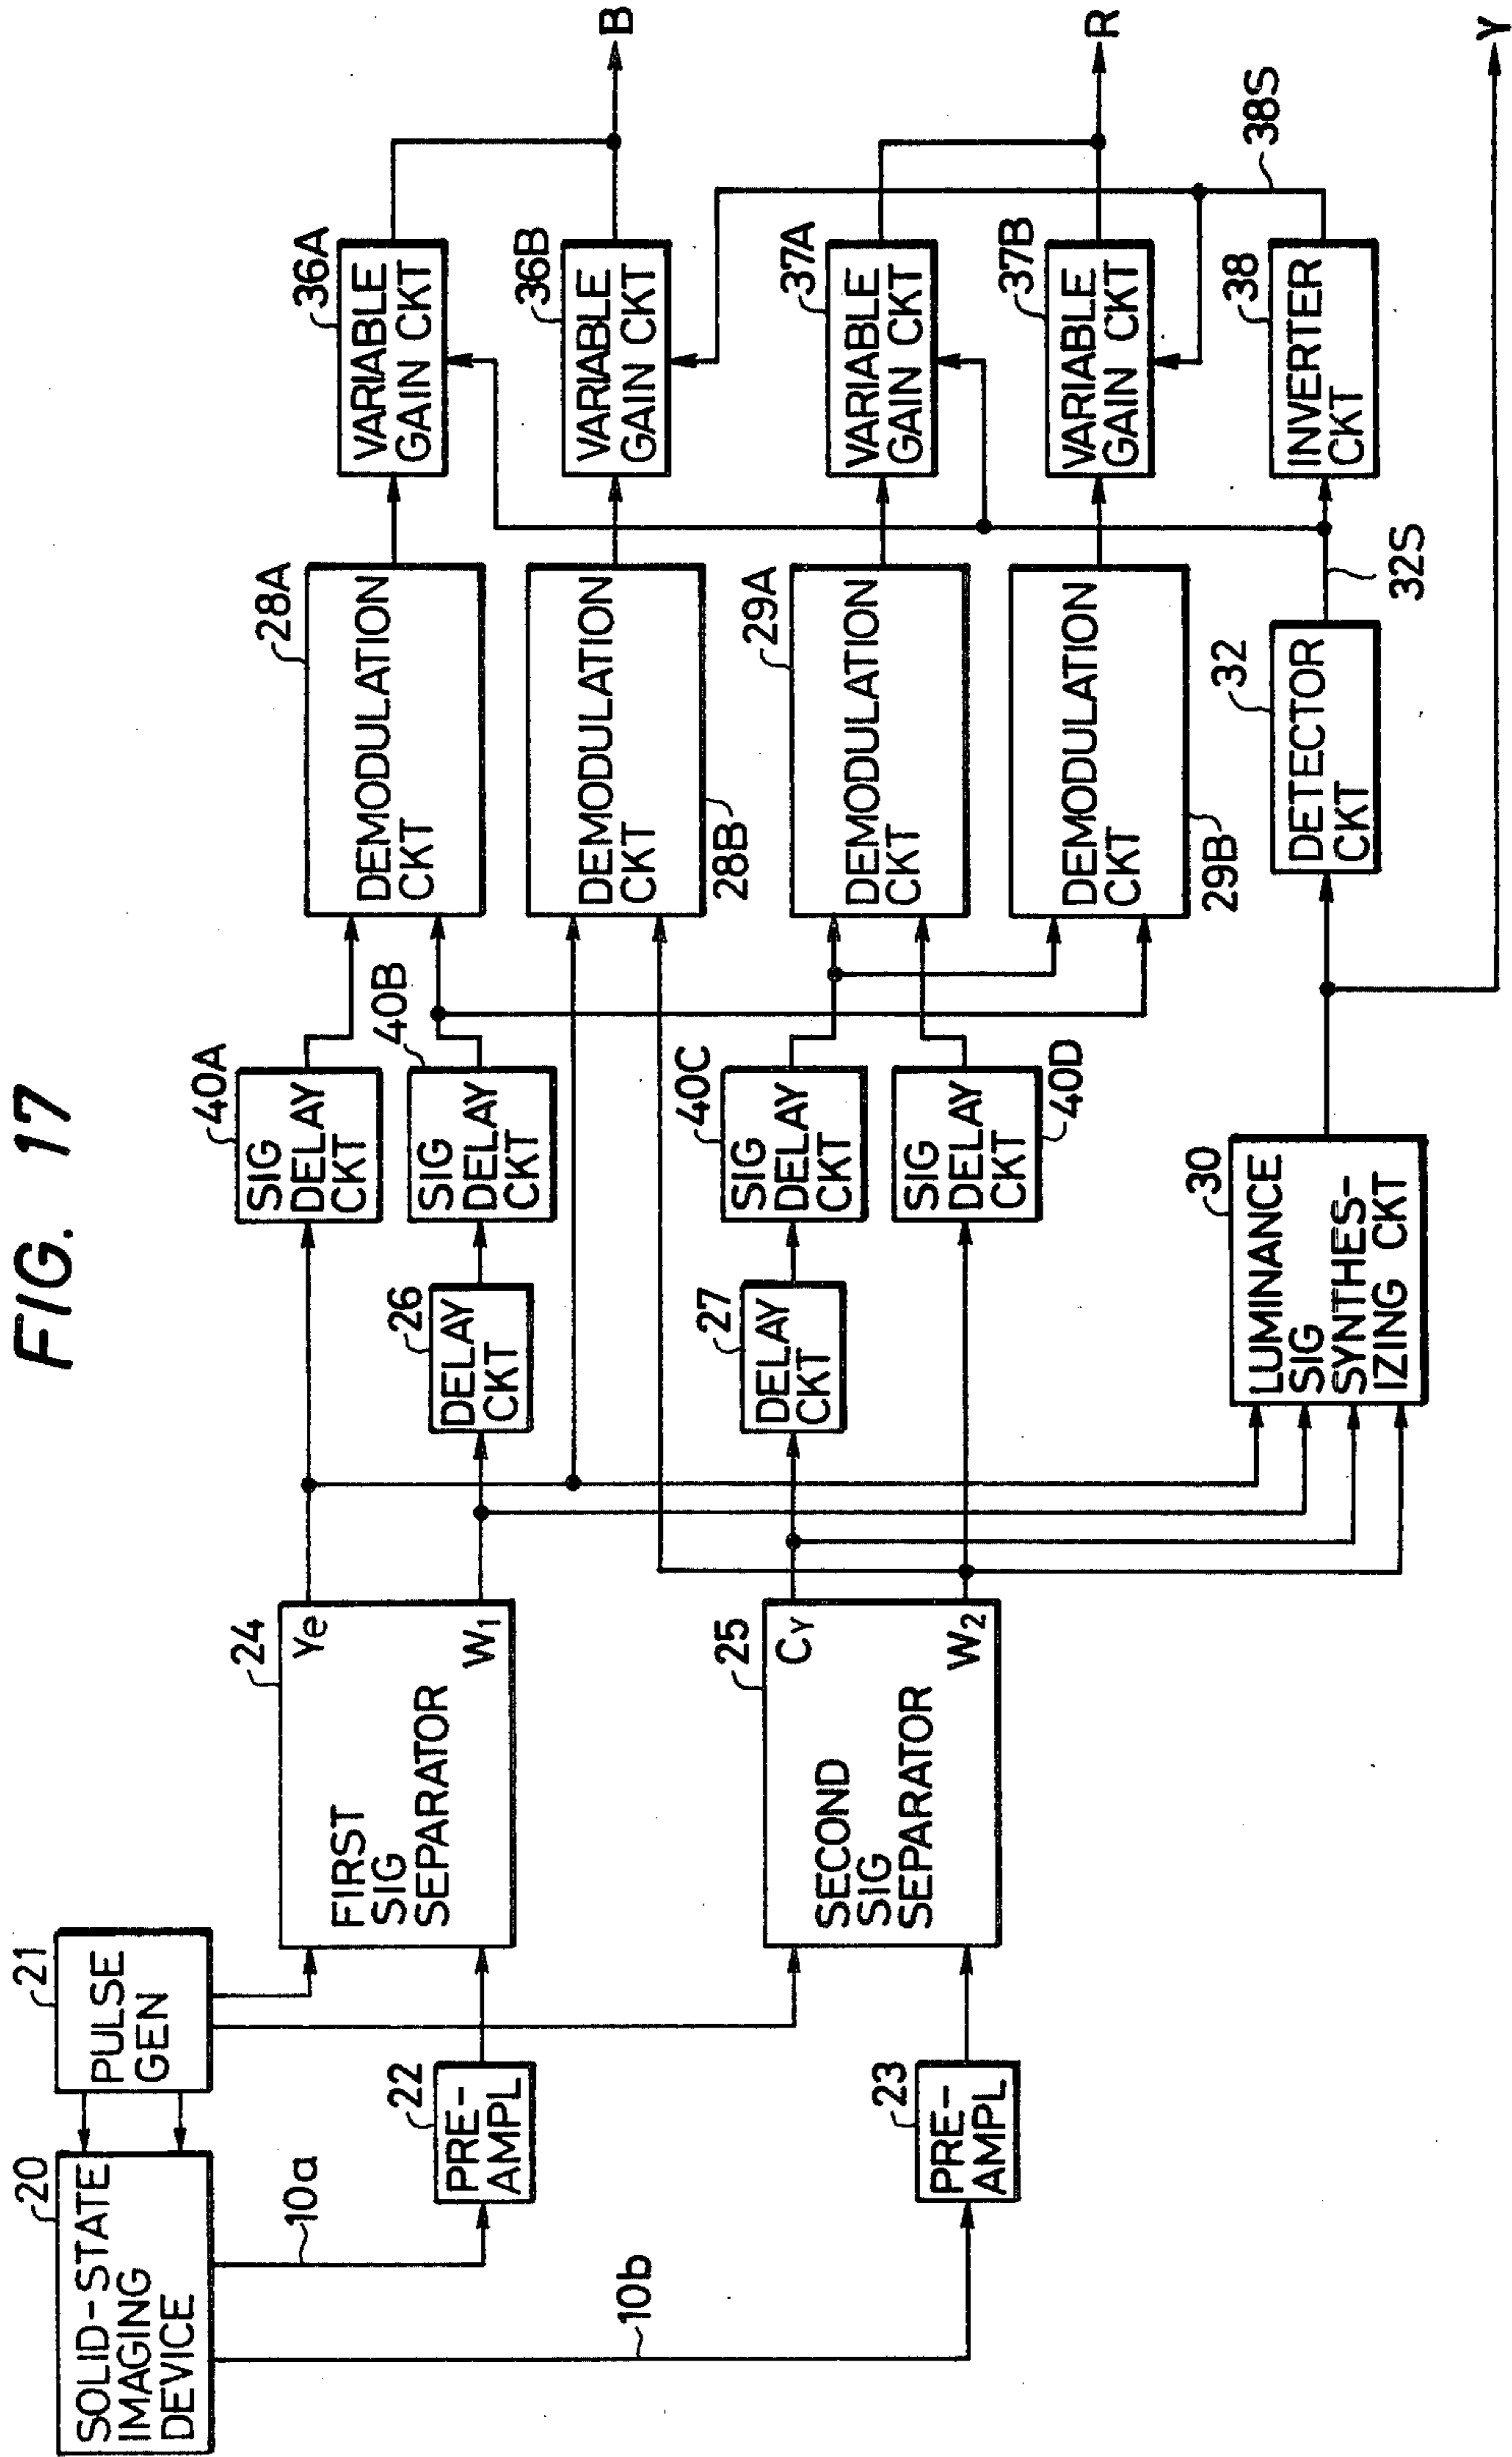 FIG. 17
20
SOLID-STATE
IMAGING
DEVICE
21
PULSE
GEN
10a
10b
22
PRE-
AMPL
23
PRE-
AMPL
24
FIRST
SIG
SEPARATOR
Ye
W1
25
SECOND
SIG
SEPARATOR
CY
W2
26
DELAY
CKT
27
DELAY
CKT
40A
SIG
DELAY
CKT
40B
SIG
DELAY
CKT
40C
SIG
DELAY
CKT
40D
SIG
DELAY
CKT
30
LUMINANCE
SIG
SYNTHES-
IZING CKT
28A
DEMODULATION
CKT
28B
DEMODULATION
CKT
29A
DEMODULATION
CKT
29B
DEMODULATION
CKT
32
DETECTOR
CKT
32S
36A
VARIABLE
GAIN CKT
36B
VARIABLE
GAIN CKT
37A
VARIABLE
GAIN CKT
37B
VARIABLE
GAIN CKT
38
INVERTER
CKT
38S
B
R
Y